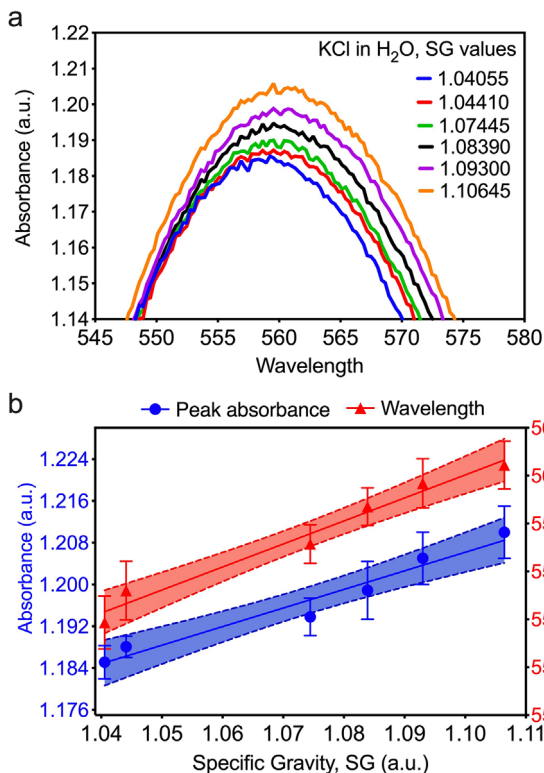 a
KCl in H₂O, SG values
1.04055
1.04410
1.07445
1.08390
1.09300
1.10645
Absorbance (a.u.)
1.22
1.21
1.20
1.19
1.18
1.17
1.16
1.15
1.14
545 550 555 560 565 570 575 580
Wavelength
b
Peak absorbance Wavelength
Absorbance (a.u.)
1.224
1.216
1.208
1.200
1.192
1.184
1.176
1.04 1.05 1.06 1.07 1.08 1.09 1.10 1.11
Specific Gravity, SG (a.u.)